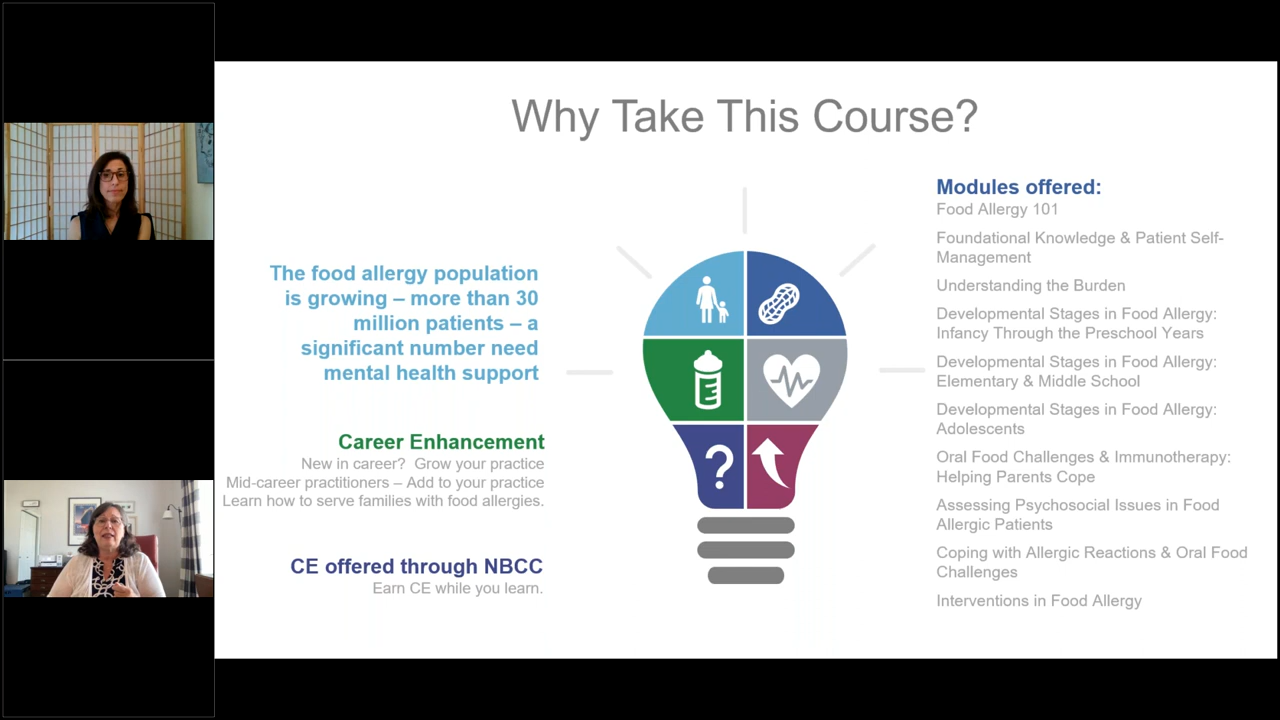 Why Take This Course?
The food allergy population
is growing – more than 30
million patients – a
significant number need
mental health support
Career Enhancement
New in career?  Grow your practice
Mid-career practitioners – Add to your practice
Learn how to serve families with food allergies.
CE offered through NBCC
Earn CE while you learn.
?
Modules offered:
Food Allergy 101
Foundational Knowledge & Patient Self-
Management
Understanding the Burden
Developmental Stages in Food Allergy:
Infancy Through the Preschool Years
Developmental Stages in Food Allergy:
Elementary & Middle School
Developmental Stages in Food Allergy:
Adolescents
Oral Food Challenges & Immunotherapy:
Helping Parents Cope
Assessing Psychosocial Issues in Food
Allergic Patients
Coping with Allergic Reactions & Oral Food
Challenges
Interventions in Food Allergy